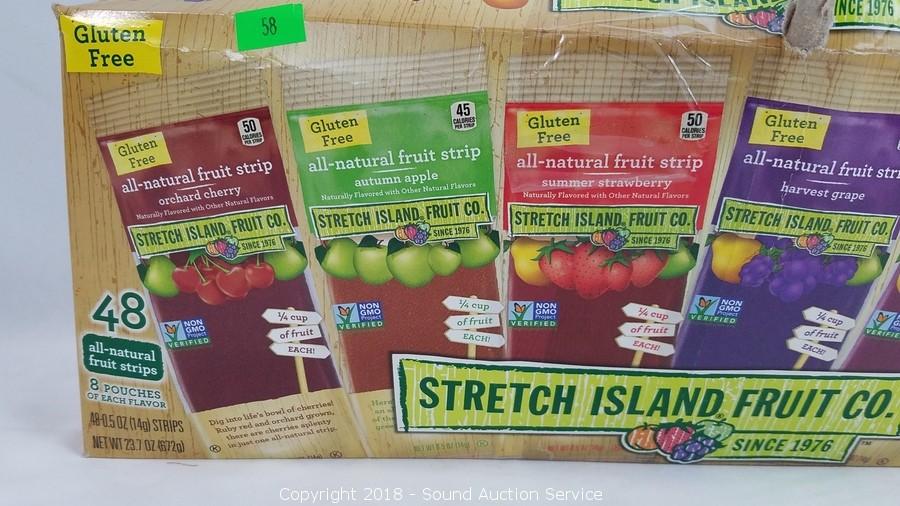 STRETCH ISLAND FRUIT
SINCE 1976
Gluten
Free
58
Gluten
Free
50
CALORIES
PER STRIP
all-natural fruit strip
orchard cherry
Naturally Flavored with Other Natural Flavors
STRETCH ISLAND FRUIT CO.
SINCE 1976
NON
GMO
Project
VERIFIED
1/4 cup
of fruit
EACH!
Dig into life's bowl of cherries!
Ruby red and orchard grown,
there are cherries aplenty
in just one all-natural strip.
Gluten
Free
45
CALORIES
PER STRIP
all-natural fruit strip
autumn apple
Naturally Flavored with Other Natural Flavors
STRETCH ISLAND FRUIT CO.
SINCE 1976
NON
GMO
Project
VERIFIED
1/4 cup
of fruit
EACH!
Gluten
Free
50
CALORIES
PER STRIP
all-natural fruit strip
summer strawberry
Naturally Flavored with Other Natural Flavors
STRETCH ISLAND FRUIT CO.
SINCE 1976
NON
GMO
Project
VERIFIED
1/4 cup
of fruit
EACH!
Gluten
Free
all-natural fruit
harvest grape
STRETCH ISLAND FRUIT CO.
SINCE 1976
NON
GMO
Project
VERIFIED
1/4 cup
of fruit
EACH!
NON
GMO
48
all-natural
fruit strips
8 POUCHES
OF EACH FLAVOR
48-0.5 OZ (14g) STRIPS
NET WT 23.7 OZ (672g)
STRETCH ISLAND FRUIT CO.
SINCE 1976
Copyright 2018 - Sound Auction Service